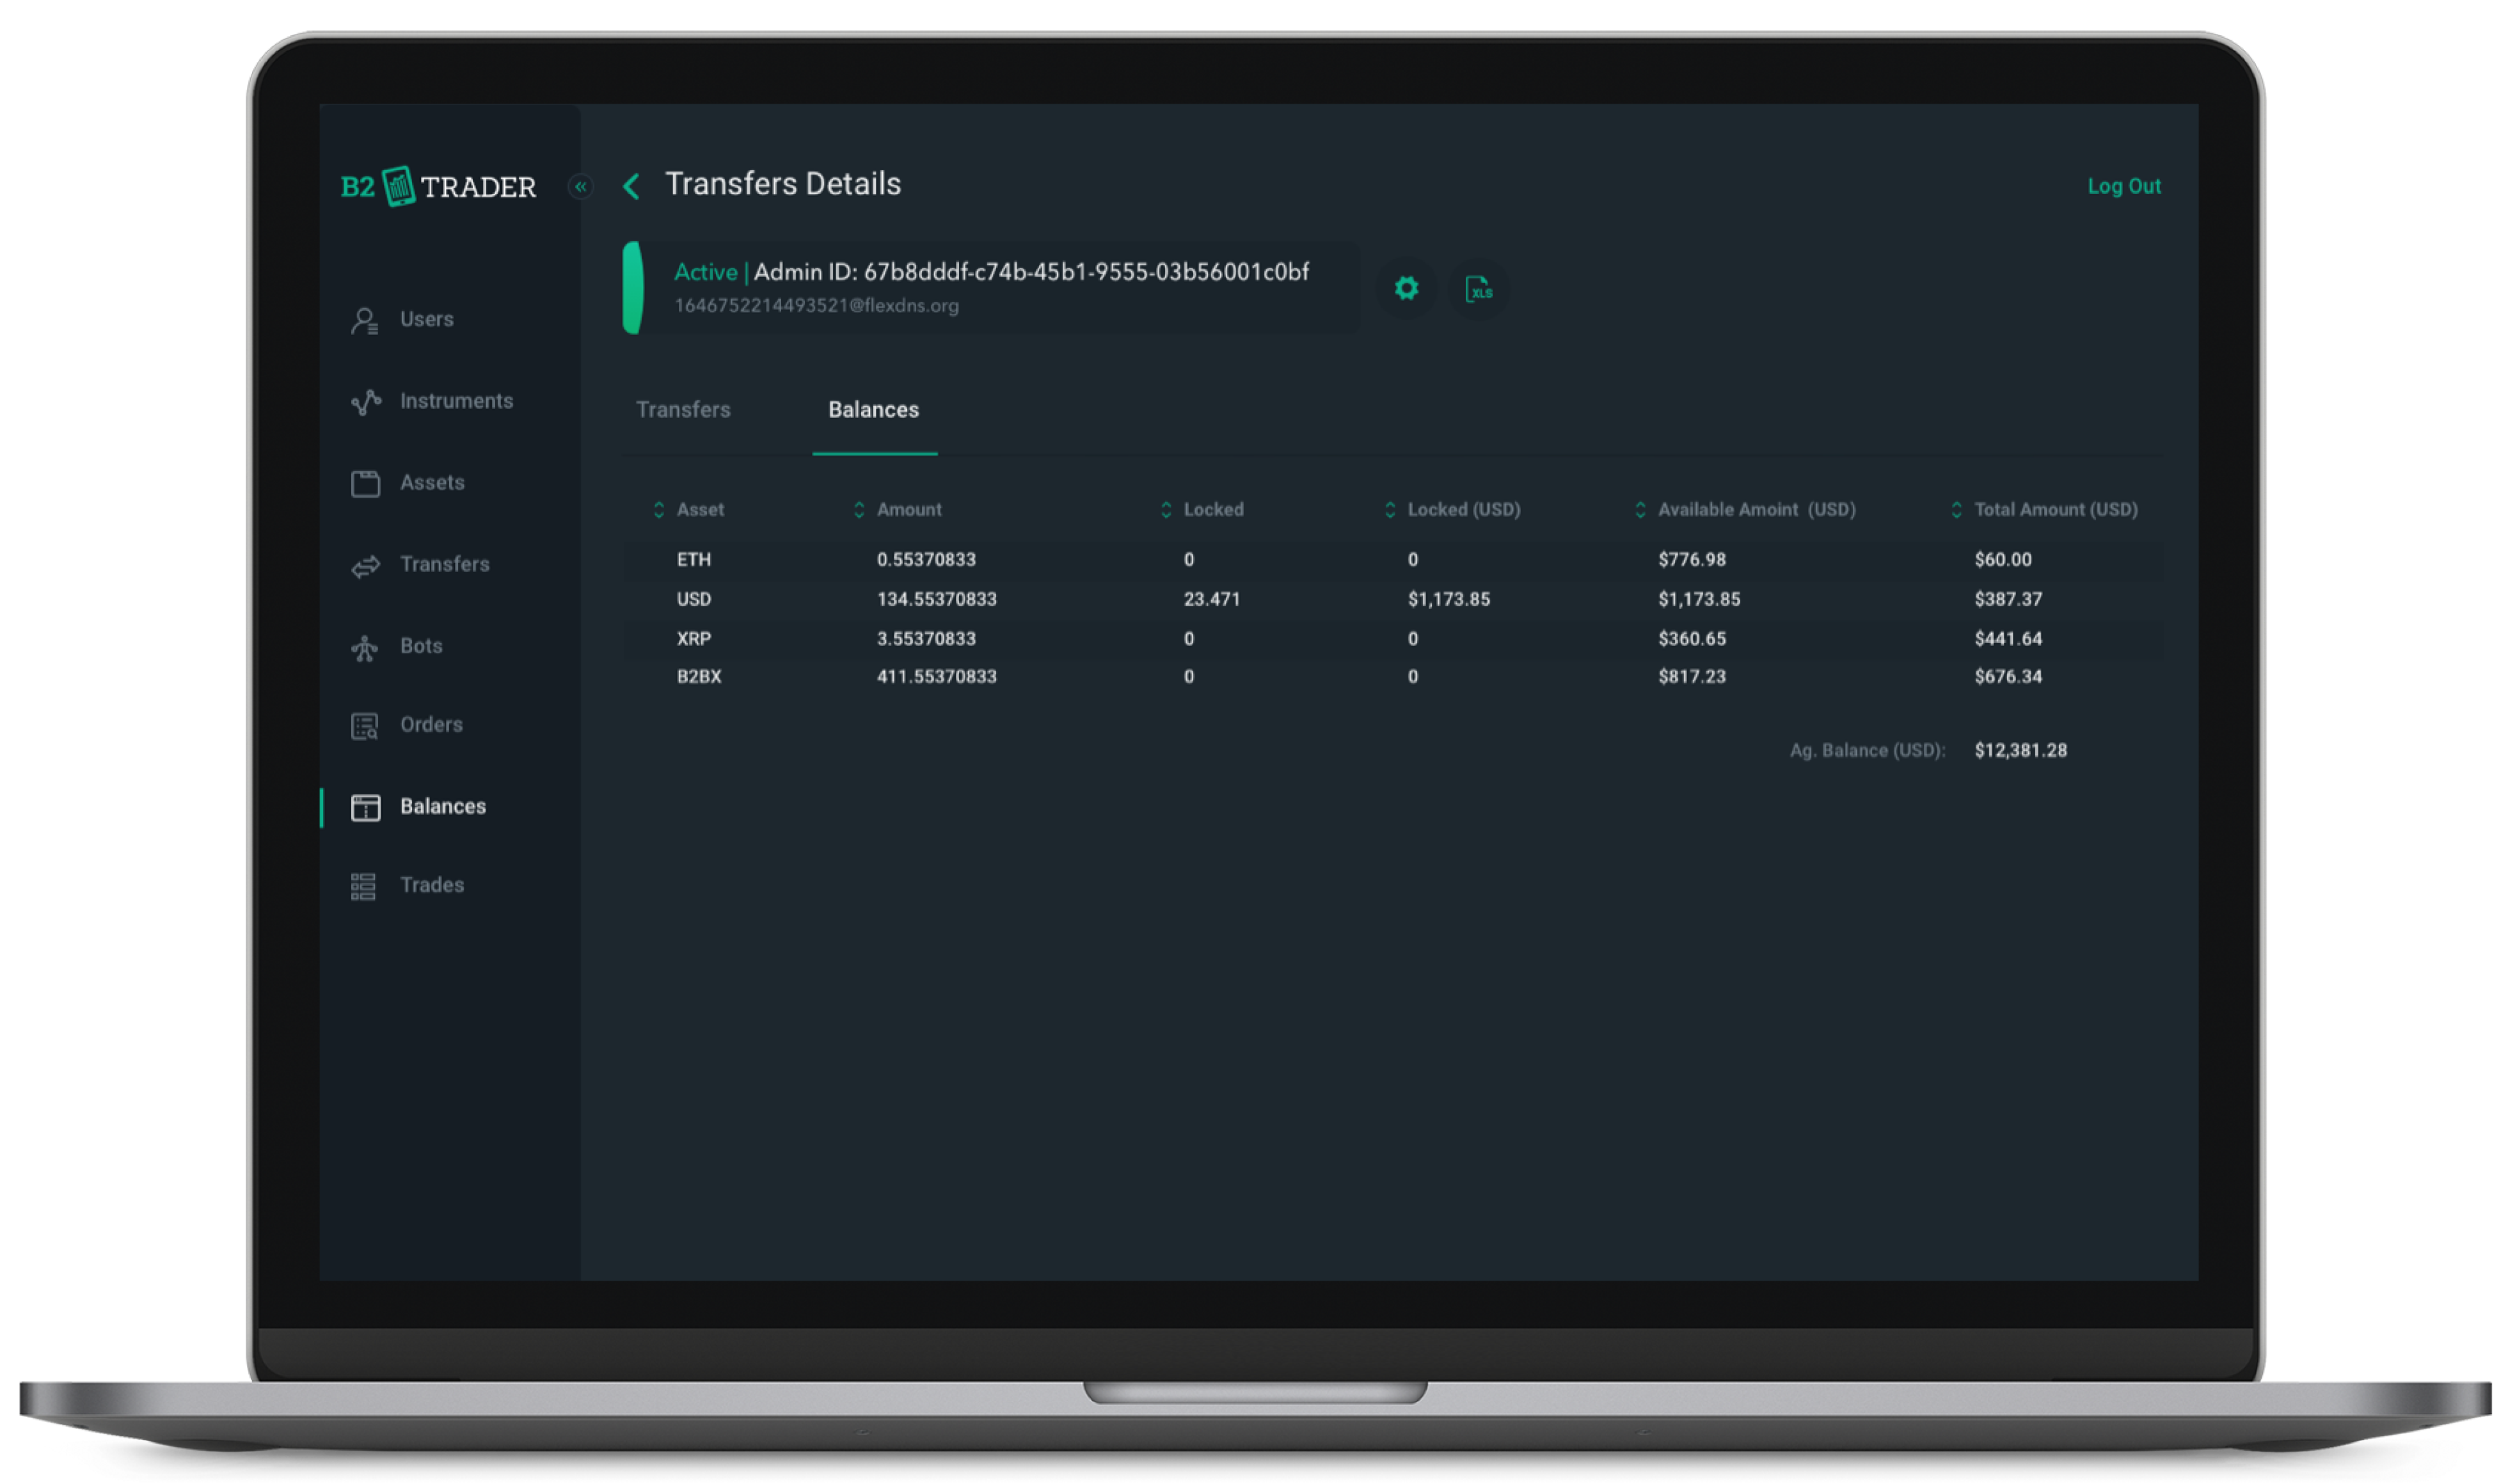 B2 TRADER
«
Transfers Details
Log Out
Active | Admin ID: 67b8dddf-c74b-45b1-9555-03b56001c0bf
1646752214493521@flexdns.org
XLS
Users
Instruments
Assets
Transfers
Bots
Orders
Balances
Trades
Transfers Balances
Asset Amount Locked Locked (USD) Available Amoint (USD) Total Amount (USD)
ETH 0.55370833 0 0 $776.98 $60.00
USD 134.55370833 23.471 $1,173.85 $1,173.85 $387.37
XRP 3.55370833 0 0 $360.65 $441.64
B2BX 411.55370833 0 0 $817.23 $676.34
Ag. Balance (USD): $12,381.28